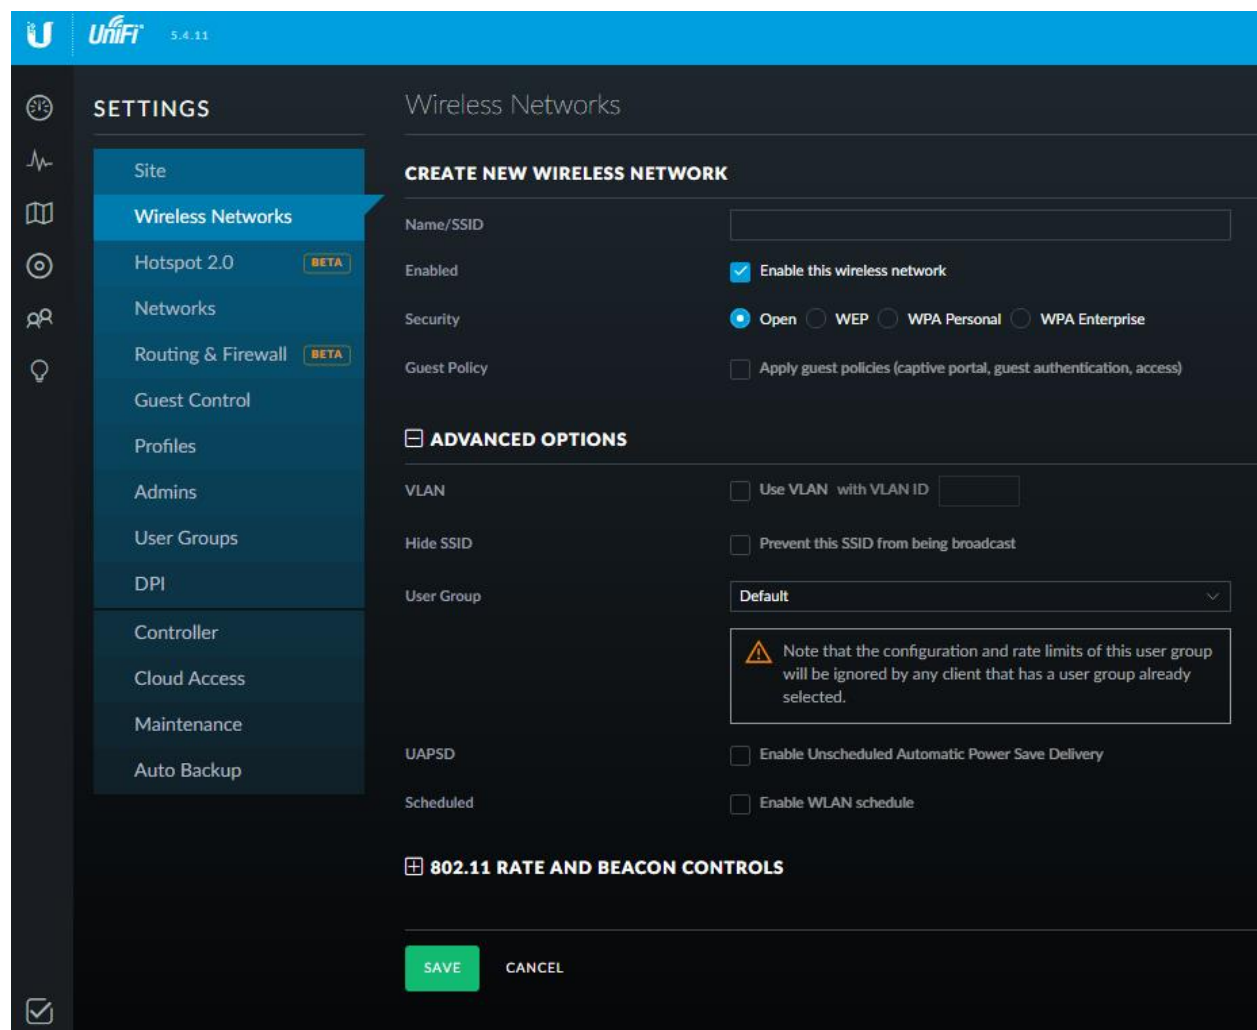 UniFi 5.4.11
SETTINGS
Site
Wireless Networks
Hotspot 2.0 BETA
Networks
Routing & Firewall BETA
Guest Control
Profiles
Admins
User Groups
DPI
Controller
Cloud Access
Maintenance
Auto Backup
Wireless Networks
CREATE NEW WIRELESS NETWORK
Name/SSID
Enabled Enable this wireless network
Security Open WEP WPA Personal WPA Enterprise
Guest Policy Apply guest policies (captive portal, guest authentication, access)
ADVANCED OPTIONS
VLAN Use VLAN with VLAN ID
Hide SSID Prevent this SSID from being broadcast
User Group Default
Note that the configuration and rate limits of this user group
will be ignored by any client that has a user group already
selected.
UAPSD Enable Unscheduled Automatic Power Save Delivery
Scheduled Enable WLAN schedule
802.11 RATE AND BEACON CONTROLS
SAVE CANCEL